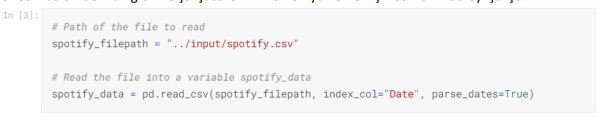 In [3]:
# Path of the file to read
spotify_filepath = "../input/spotify.csv"
# Read the file into a variable spotify_data
spotify_data = pd.read_csv(spotify_filepath, index_col="Date", parse_dates=True)